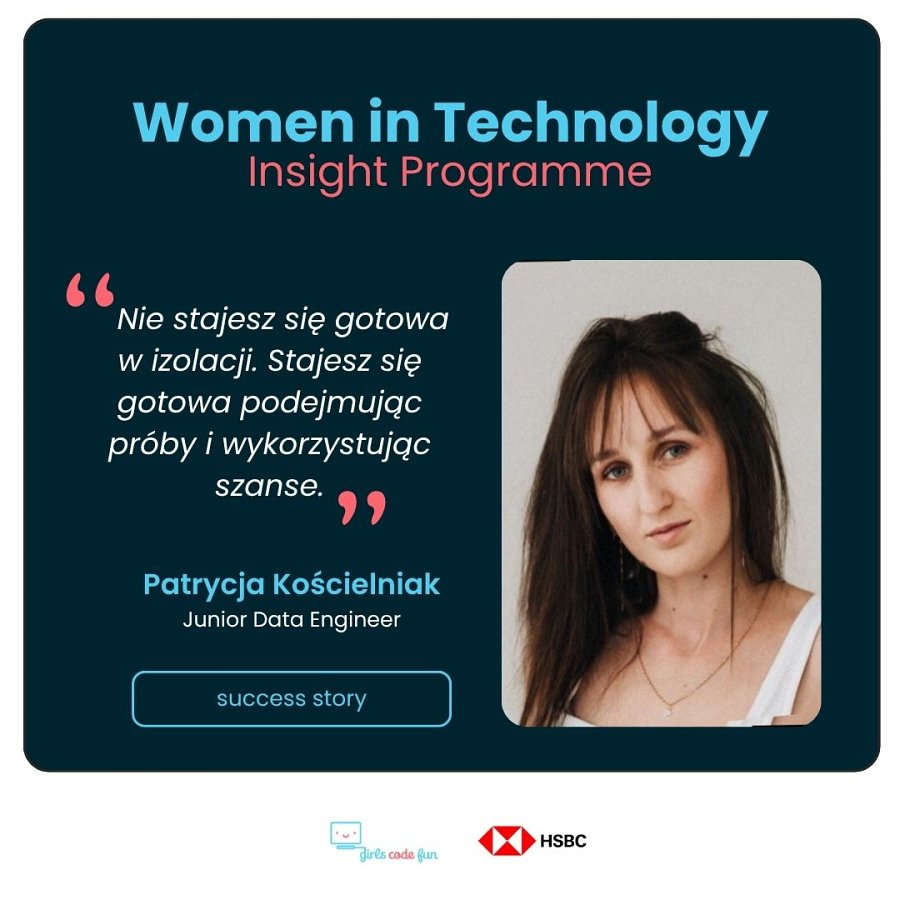 Women in Technology
Insight Programme
“
Nie stajesz się gotowa
w izolacji. Stajesz się
gotowa podejmując
próby i wykorzystując
szanse.
”
Patrycja Kościelniak
Junior Data Engineer
success story
girls code fun
HSBC